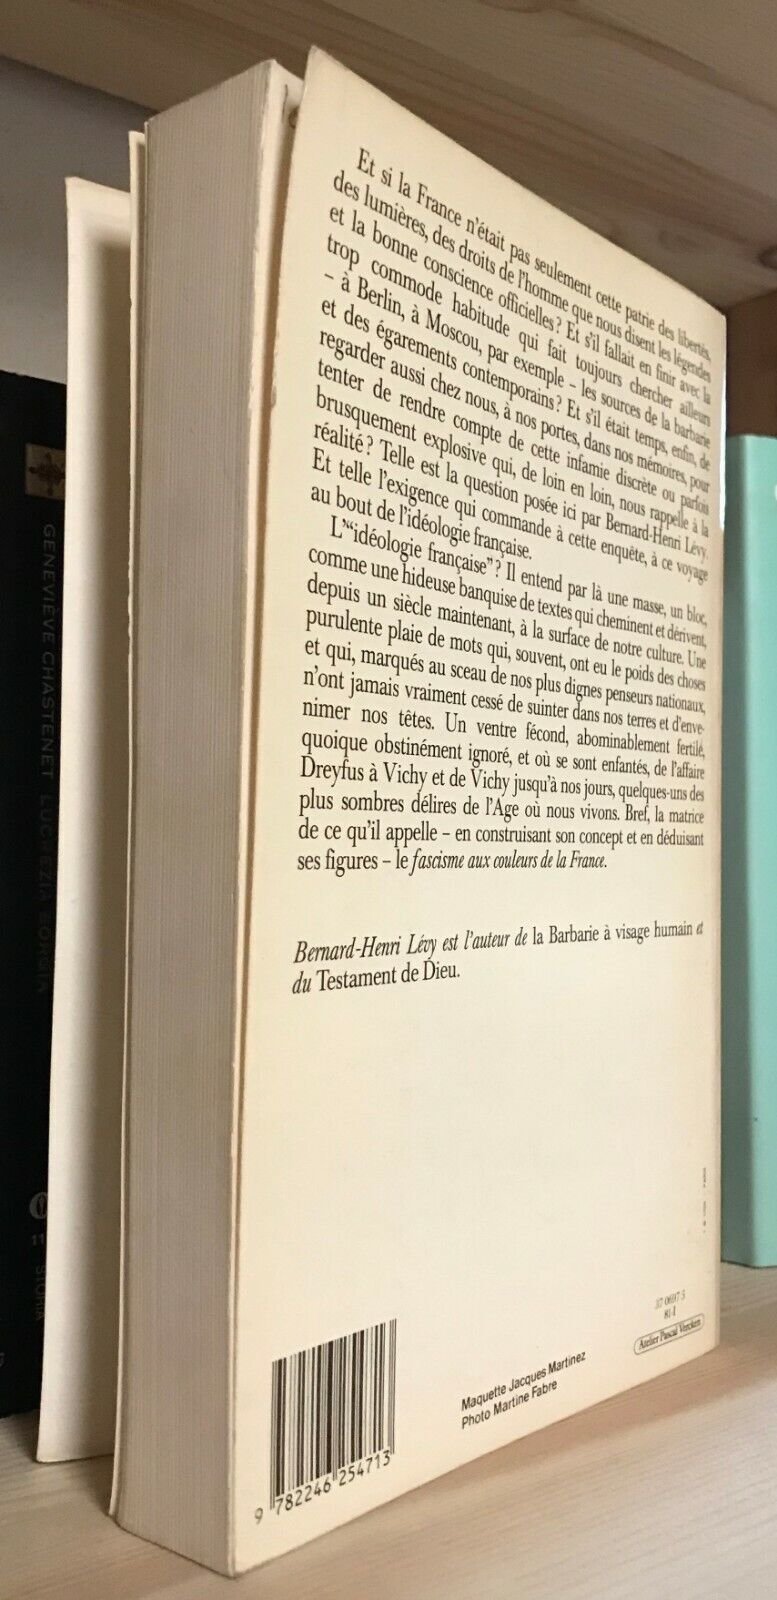 Et si la France n'était pas seulement cette patrie des libertés,
des lumières, des droits de l'homme que nous disent les légendes
et la bonne conscience officielles? Et s'il fallait en finir avec la
trop commode habitude qui fait toujours chercher ailleurs
– à Berlin, à Moscou, par exemple – les sources de la barbarie
et des égarements contemporains? Et s'il était temps, enfin, de
regarder aussi chez nous, à nos portes, dans nos mémoires, pour
tenter de rendre compte de cette infamie discrète ou parfois
brusquement explosive qui, de loin en loin, nous rappelle à la
réalité? Telle est la question posée ici par Bernard-Henri Lévy.
Et telle l'exigence qui commande à cette enquête, à ce voyage
au bout de l'idéologie française.
L'“idéologie française”? Il entend par là une masse, un bloc,
comme une hideuse banquise de textes qui cheminent et dérivent,
depuis un siècle maintenant, à la surface de notre culture. Une
purulente plaie de mots qui, souvent, ont eu le poids des choses
et qui, marqués au sceau de nos plus dignes penseurs nationaux,
n'ont jamais vraiment cessé de suinter dans nos terres et d'enve-
nimer nos têtes. Un ventre fécond, abominablement fertile,
quoique obstinément ignoré, et où se sont enfantés, de l'affaire
Dreyfus à Vichy et de Vichy jusqu'à nos jours, quelques-uns des
plus sombres délires de l'Age où nous vivons. Bref, la matrice
de ce qu'il appelle – en construisant son concept et en déduisant
ses figures – le fascisme aux couleurs de la France.
Bernard-Henri Lévy est l'auteur de la Barbarie à visage humain et
du Testament de Dieu.
37 0697 5
81-I
Atelier Pascal Vercken
Maquette Jacques Martinez
Photo Martine Fabre
9 782246 254713
GENEVIÈVE CHASTENET LUCREZIA BORGIA
STORIA